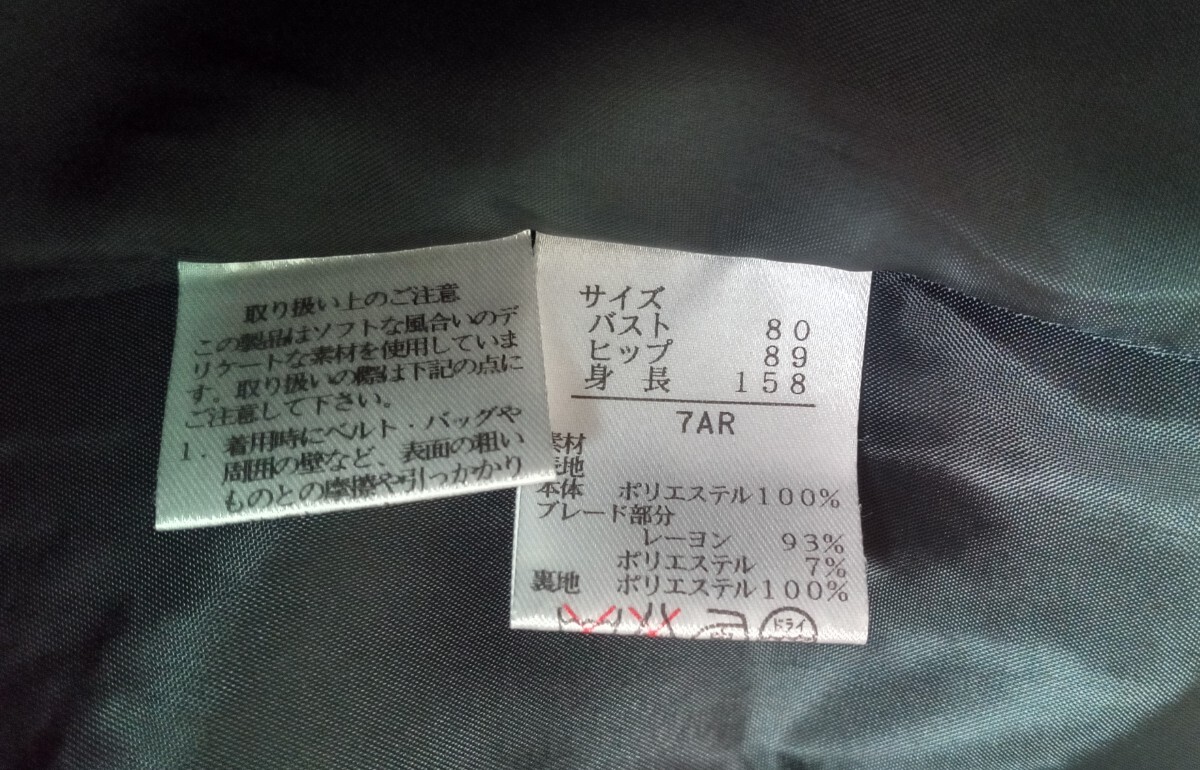 取り扱い上のご注意
この製品はソフトな風合いのデ
リケートな素材を使用していま
す。取り扱いの際は下記の点に
ご注意して下さい。
1. 着用時にベルト・バッグや
周囲の壁など、表面の粗い
ものとの摩擦や引っかかり
サイズ
バスト 80
ヒップ 89
身長 158
7AR
素材
表地
本体 ポリエステル100%
ブレード部分
レーヨン 93%
ポリエステル 7%
裏地 ポリエステル100%
ドライ